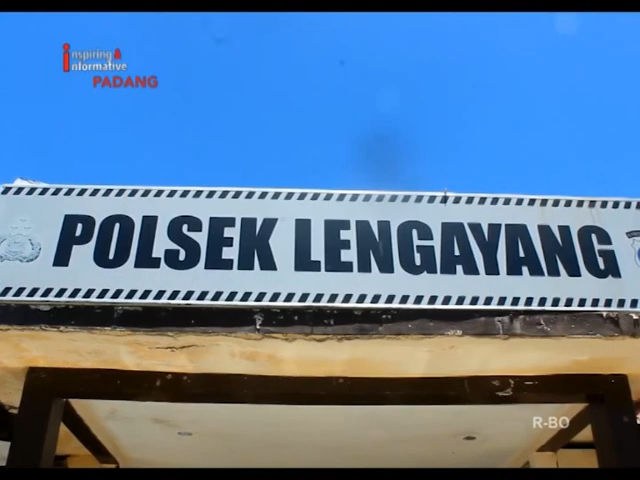 inspiring &
informative
PADANG
POLSEK LENGAYANG
R-BO